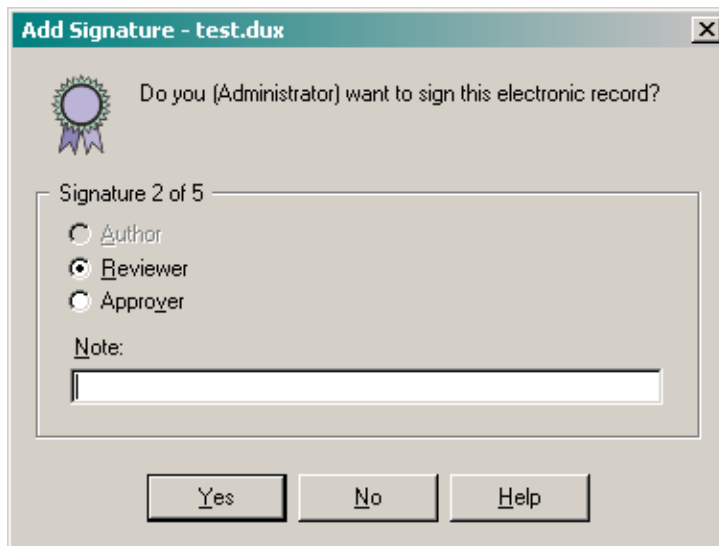 Add Signature - test.dux
Do you (Administrator) want to sign this electronic record?
Signature 2 of 5
Author
Reviewer
Approver
Note:
Yes No Help